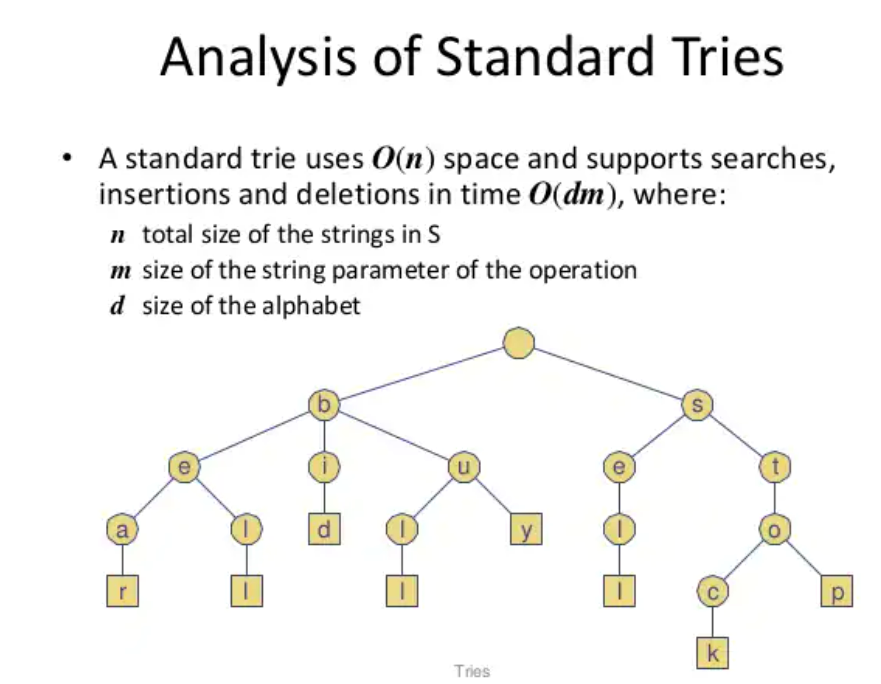 Analysis of Standard Tries
• A standard trie uses O(n) space and supports searches,
insertions and deletions in time O(dm), where:
n total size of the strings in S
m size of the string parameter of the operation
d size of the alphabet
b s
e i u e t
a l d l y l o
r l l l c p
k
Tries